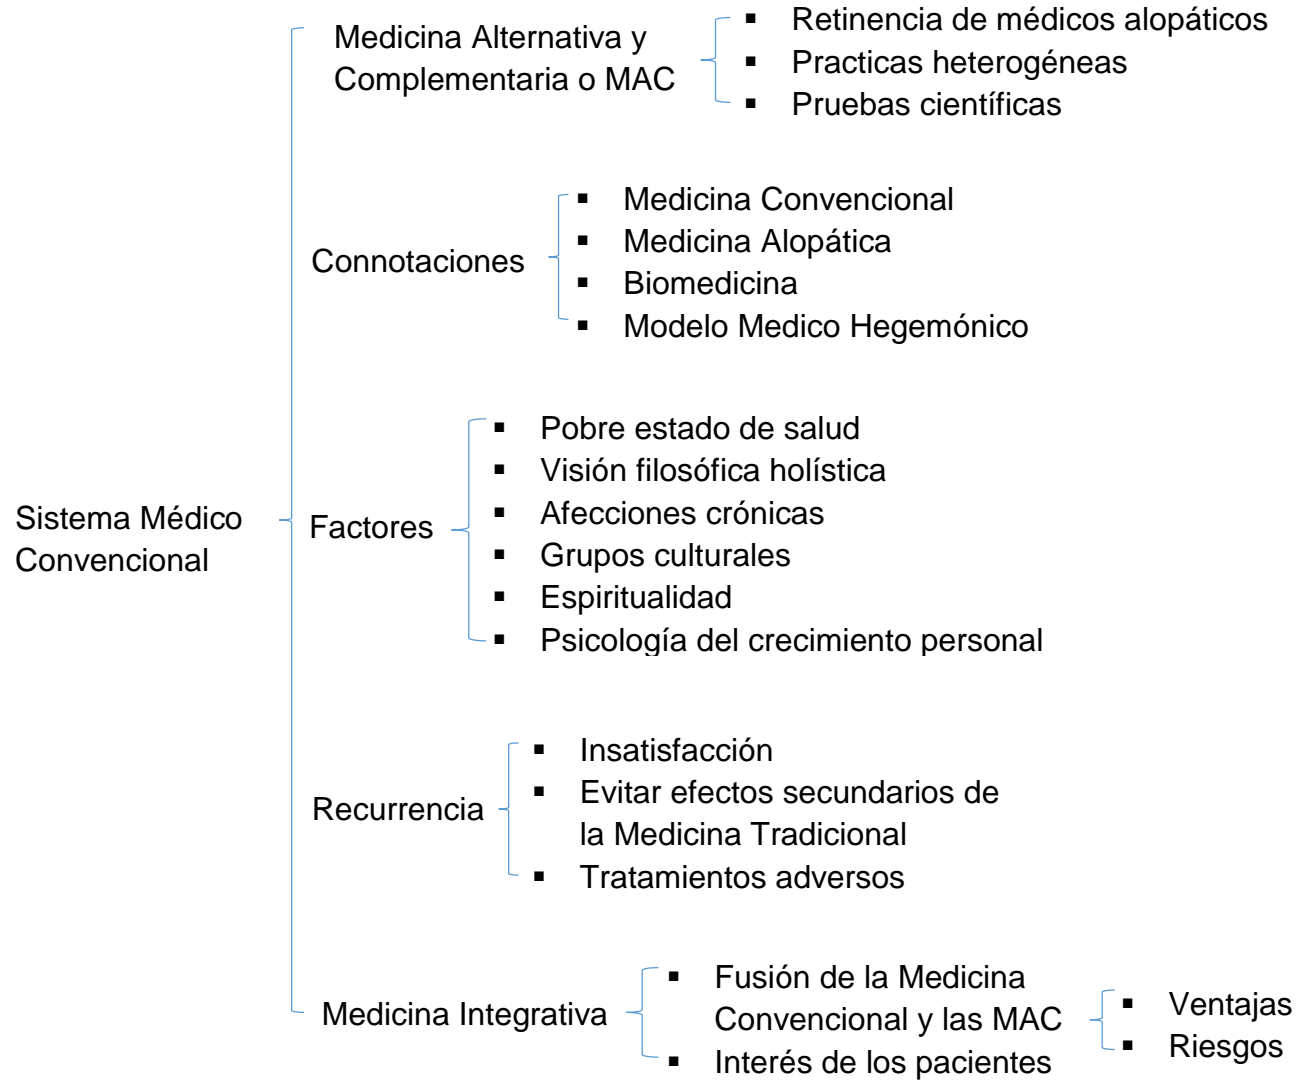 Sistema Médico
Convencional
Medicina Alternativa y
Complementaria o MAC
▪ Retinencia de médicos alopáticos
▪ Practicas heterogéneas
▪ Pruebas científicas
Connotaciones
▪ Medicina Convencional
▪ Medicina Alopática
▪ Biomedicina
▪ Modelo Medico Hegemónico
Factores
▪ Pobre estado de salud
▪ Visión filosófica holística
▪ Afecciones crónicas
▪ Grupos culturales
▪ Espiritualidad
▪ Psicología del crecimiento personal
Recurrencia
▪ Insatisfacción
▪ Evitar efectos secundarios de
la Medicina Tradicional
▪ Tratamientos adversos
Medicina Integrativa
▪ Fusión de la Medicina
Convencional y las MAC
▪ Interés de los pacientes
▪ Ventajas
▪ Riesgos